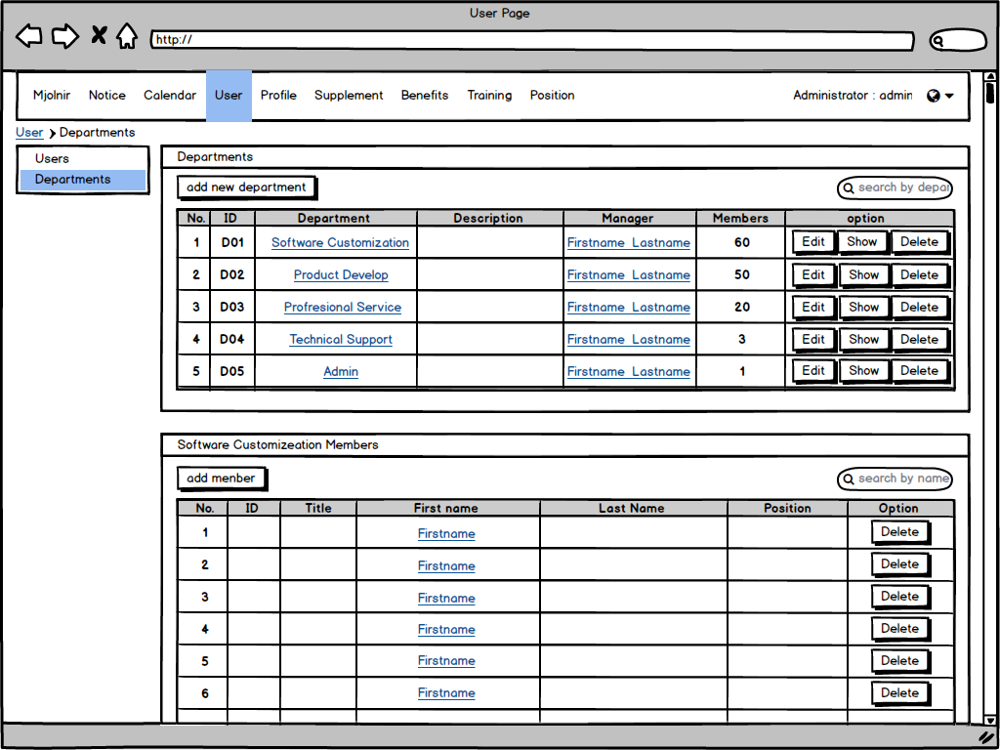 User Page
http://
Mjolnir Notice Calendar User Profile Supplement Benefits Training Position Administrator : admin
User Departments
Users
Departments
Departments
add new department search by depar
No. ID Department Description Manager Members option
1 D01 Software Customization Firstname Lastname 60 Edit Show Delete
2 D02 Product Develop Firstname Lastname 50 Edit Show Delete
3 D03 Profresional Service Firstname Lastname 20 Edit Show Delete
4 D04 Technical Support Firstname Lastname 3 Edit Show Delete
5 D05 Admin Firstname Lastname 1 Edit Show Delete
Software Customizeation Members
add menber search by name
No. ID Title First name Last Name Position Option
1 Firstname Delete
2 Firstname Delete
3 Firstname Delete
4 Firstname Delete
5 Firstname Delete
6 Firstname Delete